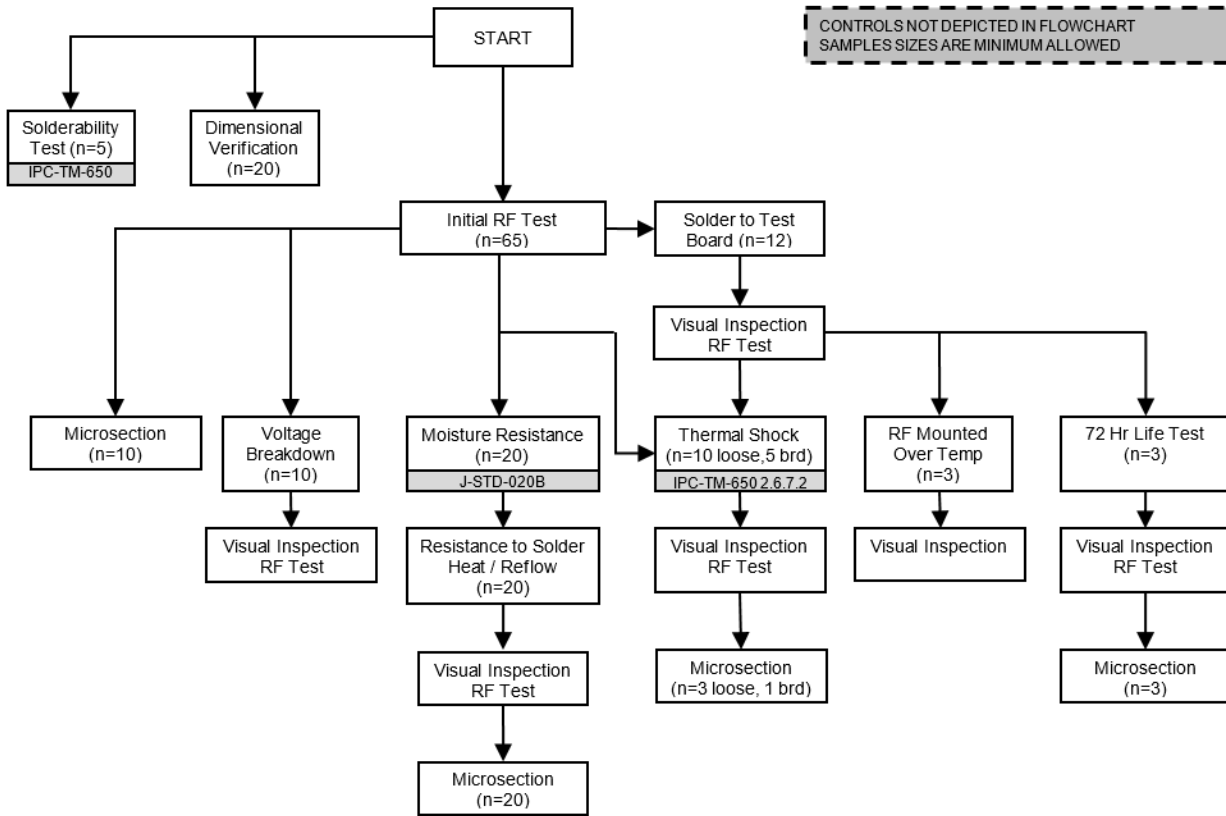 START
CONTROLS NOT DEPICTED IN FLOWCHART
SAMPLES SIZES ARE MINIMUM ALLOWED
Solderability
Test (n=5)
IPC-TM-650
Dimensional
Verification
(n=20)
Initial RF Test
(n=65)
Solder to Test
Board (n=12)
Visual Inspection
RF Test
Microsection
(n=10)
Voltage
Breakdown
(n=10)
Moisture Resistance
(n=20)
J-STD-020B
Thermal Shock
(n=10 loose,5 brd)
IPC-TM-650 2.6.7.2
RF Mounted
Over Temp
(n=3)
72 Hr Life Test
(n=3)
Visual Inspection
RF Test
Resistance to Solder
Heat / Reflow
(n=20)
Visual Inspection
RF Test
Visual Inspection
Visual Inspection
RF Test
Visual Inspection
RF Test
Microsection
(n=3 loose, 1 brd)
Microsection
(n=3)
Microsection
(n=20)